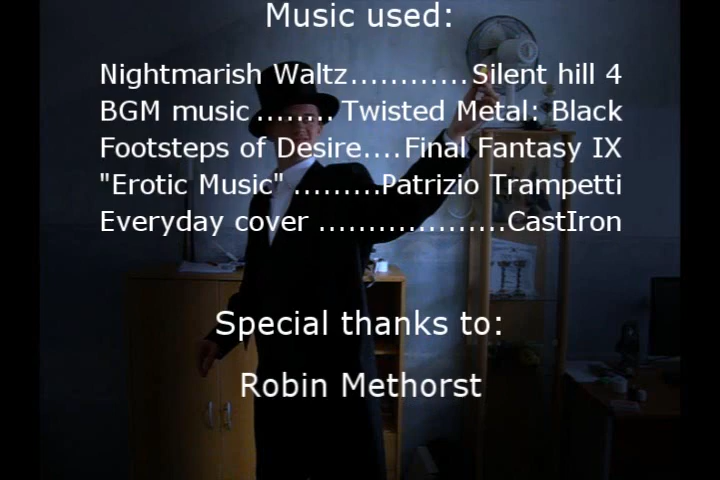 Music used:
Nightmarish Waltz............Silent hill 4
BGM music........Twisted Metal: Black
Footsteps of Desire....Final Fantasy IX
"Erotic Music".........Patrizio Trampetti
Everyday cover...................CastIron
Special thanks to:
Robin Methorst